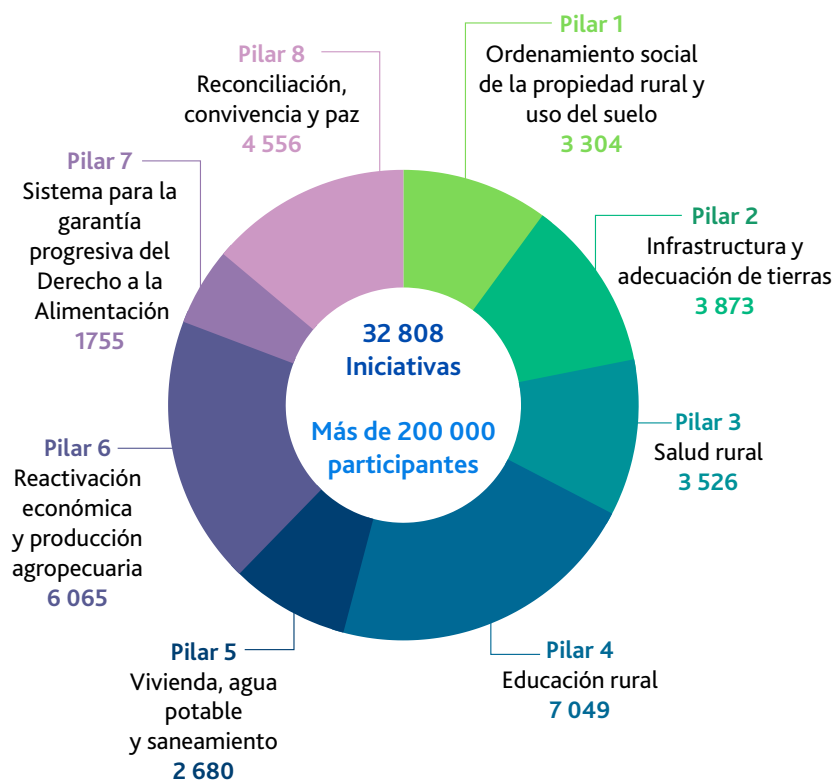 Pilar 1
Ordenamiento social
de la propiedad rural y
uso del suelo
3 304
Pilar 2
Infrastructura y
adecuación de tierras
3 873
Pilar 3
Salud rural
3 526
Pilar 4
Educación rural
7 049
Pilar 5
Vivienda, agua
potable
y saneamiento
2 680
Pilar 6
Reactivación
económica
y producción
agropecuaria
6 065
Pilar 7
Sistema para la
garantía
progresiva del
Derecho a la
Alimentación
1755
Pilar 8
Reconciliación,
convivencia y paz
4 556
32 808
Iniciativas
Más de 200 000
participantes